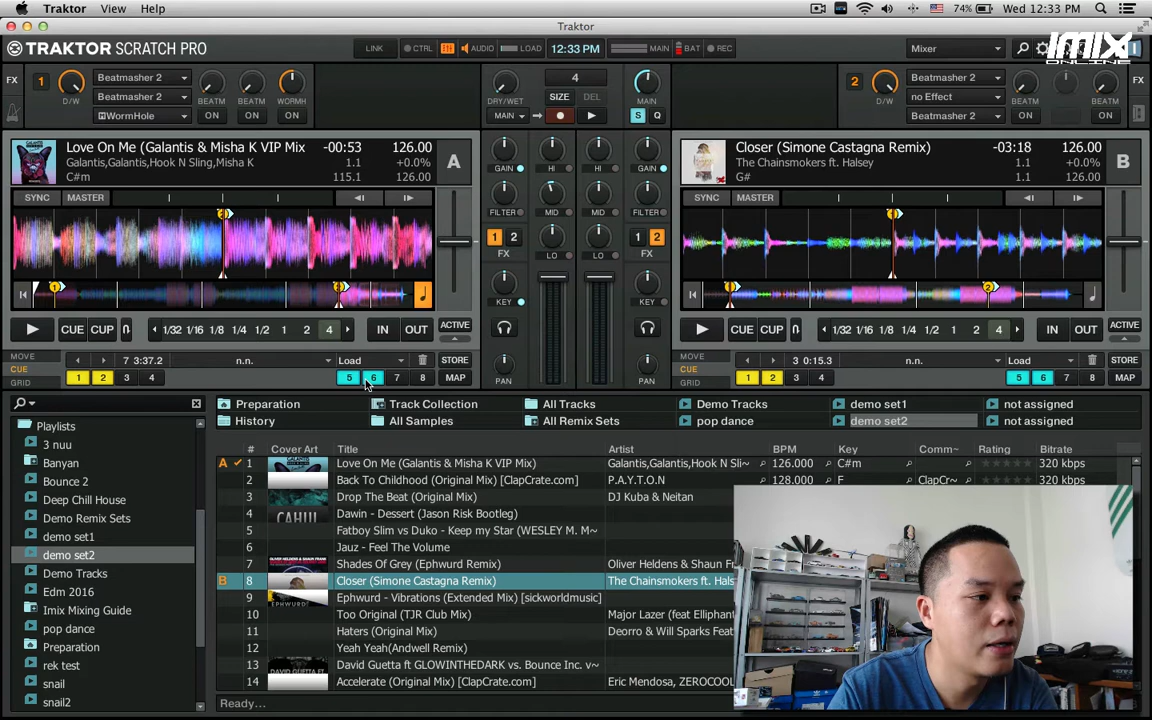 Traktor View Help 74% Wed 12:33 PM
Traktor
TRAKTOR SCRATCH PRO LINK CTRL AUDIO LOAD 12:33 PM MAIN BAT REC Mixer
IMIX ONLINE
FX 1 D/W Beatmasher 2 Beatmasher 2 WormHole BEATM ON BEATM ON WORMH ON
DRY/WET MAIN 4 SIZE DEL MAIN S Q
2 D/W Beatmasher 2 no Effect Beatmasher 2 BEATM ON ON BEATM ON FX
Love On Me (Galantis & Misha K VIP Mix -00:53 126.00 A
Galantis,Galantis,Hook N Sling,Misha K 1.1 +0.0%
C#m 115.1 126.00
SYNC MASTER
GAIN HI GAIN
FILTER MID FILTER
1 2 FX LO 1 2 FX
KEY KEY
PAN PAN
Closer (Simone Castagna Remix) -03:18 126.00 B
The Chainsmokers ft. Halsey 1.1 +0.0%
G# 1.1 126.00
SYNC MASTER
CUE CUP 1/32 1/16 1/8 1/4 1/2 1 2 4 IN OUT ACTIVE
CUE CUP 1/32 1/16 1/8 1/4 1/2 1 2 4 IN OUT ACTIVE
MOVE CUE GRID 7 3:37.2 n.n. Load STORE
1 2 3 4 5 6 7 8 MAP
MOVE CUE GRID 3 0:15.3 n.n. Load STORE
1 2 3 4 5 6 7 8 MAP
Preparation Track Collection All Tracks Demo Tracks demo set1 not assigned
History All Samples All Remix Sets pop dance demo set2 not assigned
Playlists
3 nuu
Banyan
Bounce 2
Deep Chill House
Demo Remix Sets
demo set1
demo set2
Demo Tracks
Edm 2016
Imix Mixing Guide
pop dance
Preparation
rek test
snail
snail2
# Cover Art Title Artist BPM Key Comm~ Rating Bitrate
A 1 Love On Me (Galantis & Misha K VIP Mix) Galantis,Galantis,Hook N Sli~ 126.000 C#m 320 kbps
2 Back To Childhood (Original Mix) [ClapCrate.com] P.A.Y.T.O.N 128.000 F ClapCr~ 320 kbps
3 Drop The Beat (Original Mix) DJ Kuba & Neitan
4 Dawin - Dessert (Jason Risk Bootleg)
5 Fatboy Slim vs Duko - Keep my Star (WESLEY M. M~
6 Jauz - Feel The Volume
7 Shades Of Grey (Ephwurd Remix) Oliver Heldens & Shaun F
B 8 Closer (Simone Castagna Remix) The Chainsmokers ft. Hals
9 Ephwurd - Vibrations (Extended Mix) [sickworldmusic]
10 Too Original (TJR Club Mix) Major Lazer (feat Elliphan
11 Haters (Original Mix) Deorro & Will Sparks Feat
12 Yeah Yeah(Andwell Remix)
13 David Guetta ft GLOWINTHEDARK vs. Bounce Inc. v~
14 Accelerate (Original Mix) [ClapCrate.com] Eric Mendosa, ZEROCOOL
Ready...